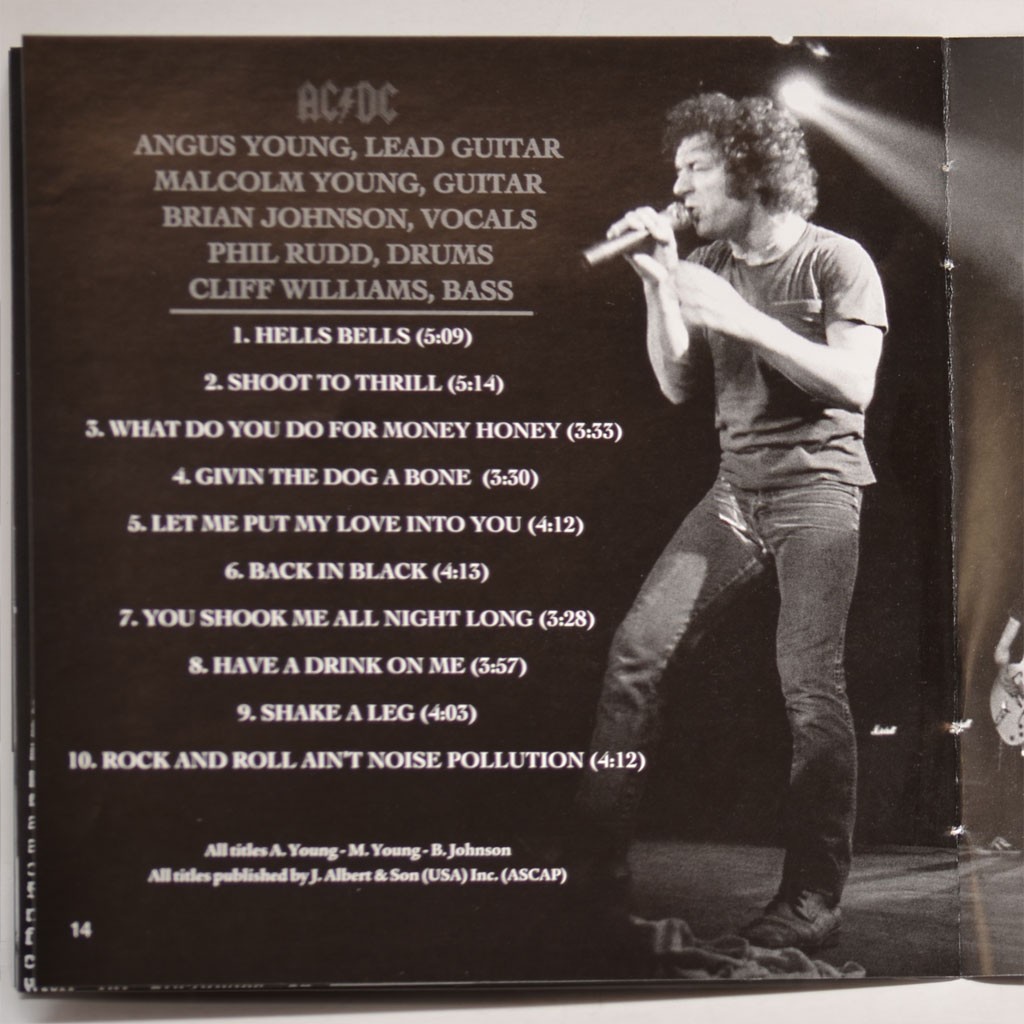 AC⚡DC
ANGUS YOUNG, LEAD GUITAR
MALCOLM YOUNG, GUITAR
BRIAN JOHNSON, VOCALS
PHIL RUDD, DRUMS
CLIFF WILLIAMS, BASS
1. HELLS BELLS (5:09)
2. SHOOT TO THRILL (5:14)
3. WHAT DO YOU DO FOR MONEY HONEY (3:33)
4. GIVIN THE DOG A BONE (3:30)
5. LET ME PUT MY LOVE INTO YOU (4:12)
6. BACK IN BLACK (4:13)
7. YOU SHOOK ME ALL NIGHT LONG (3:28)
8. HAVE A DRINK ON ME (3:57)
9. SHAKE A LEG (4:03)
10. ROCK AND ROLL AIN'T NOISE POLLUTION (4:12)
All titles A. Young - M. Young - B. Johnson
All titles published by J. Albert & Son (USA) Inc. (ASCAP)
14